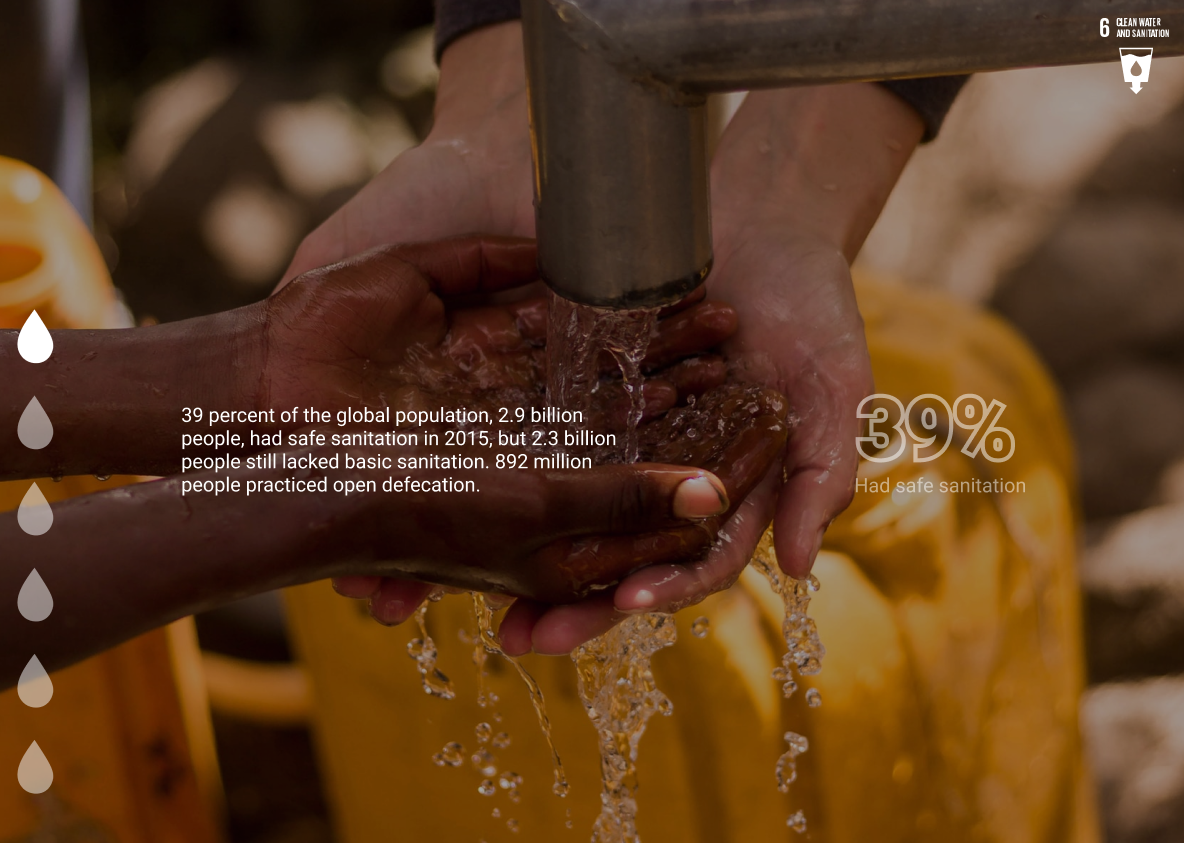 6 CLEAN WATER
AND SANITATION
39 percent of the global population, 2.9 billion
people, had safe sanitation in 2015, but 2.3 billion
people still lacked basic sanitation. 892 million
people practiced open defecation.
39%
Had safe sanitation